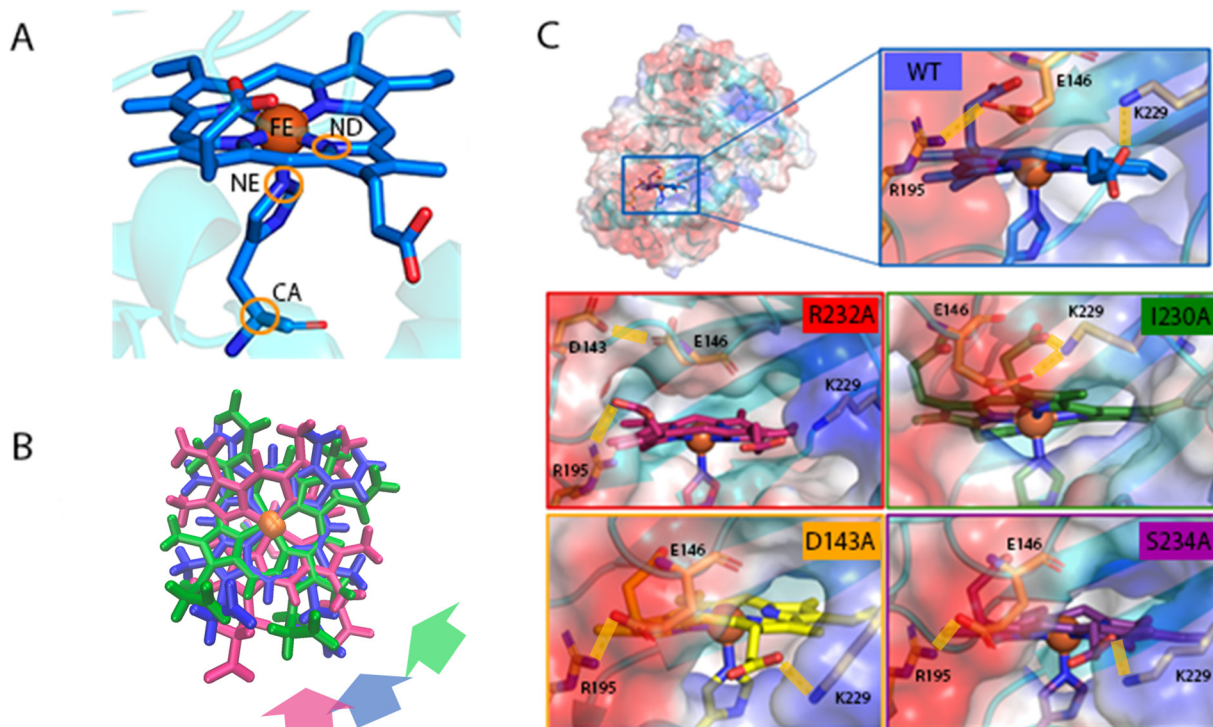 A
FE
ND
NE
CA
B
C
WT
E146
K229
R195
R232A
D143
E146
K229
R195
I230A
E146
K229
D143A
E146
R195
K229
S234A
E146
R195
K229